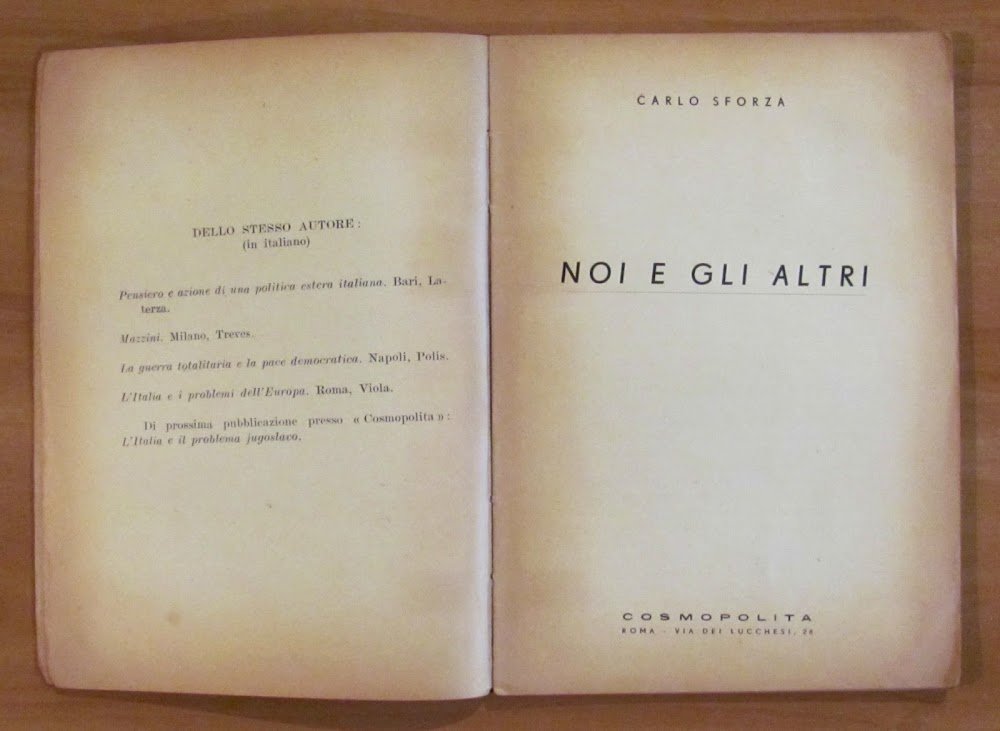 DELLO STESSO AUTORE :
(in italiano)
Pensiero e azione di una politica estera italiana. Bari, La-
terza.
Mazzini. Milano, Treves.
La guerra totalitaria e la pace democratica. Napoli, Polis.
L'Italia e i problemi dell'Europa. Roma, Viola.
Di prossima pubblicazione presso « Cosmopolita » :
L'Italia e il problema jugoslavo.
CARLO SFORZA
NOI E GLI ALTRI
COSMOPOLITA
ROMA - VIA DEI LUCCHESI, 26